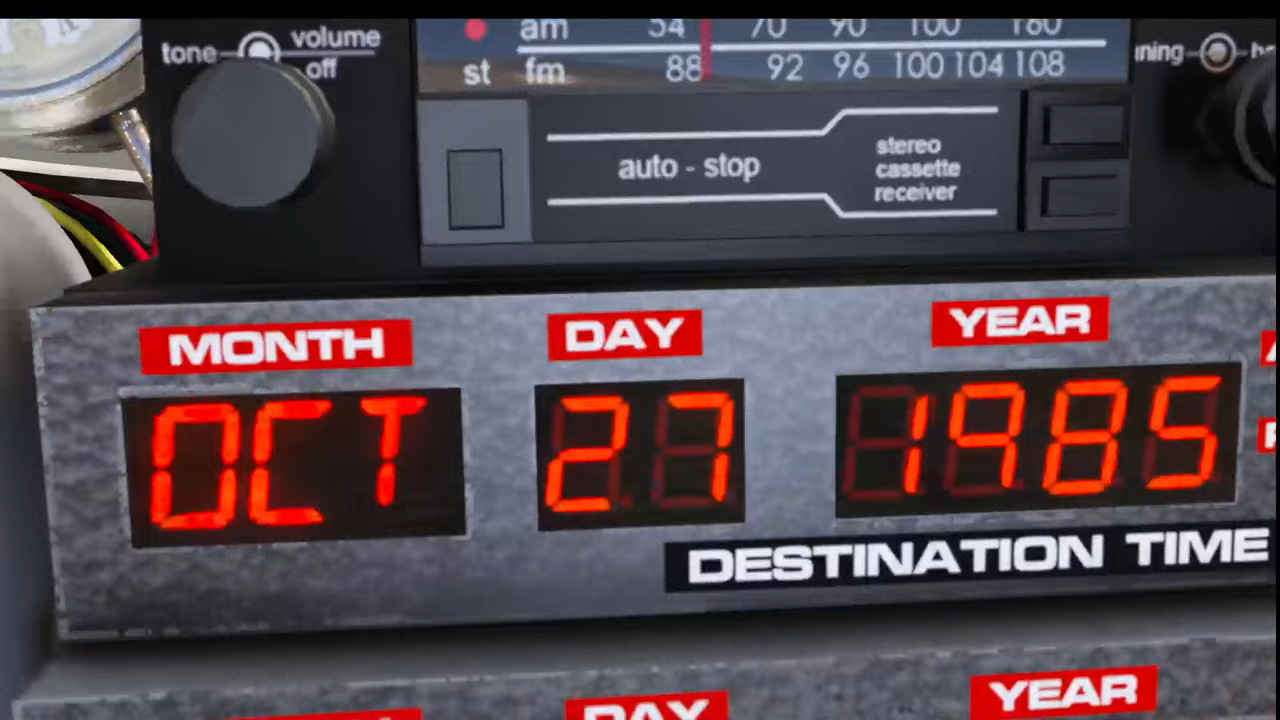 tone volume
off
am 54 70 90 100 160
st fm 88 92 96 100 104 108
auto - stop
stereo
cassette
receiver
MONTH DAY YEAR
OCT 27 1985
DESTINATION TIME
DAY YEAR